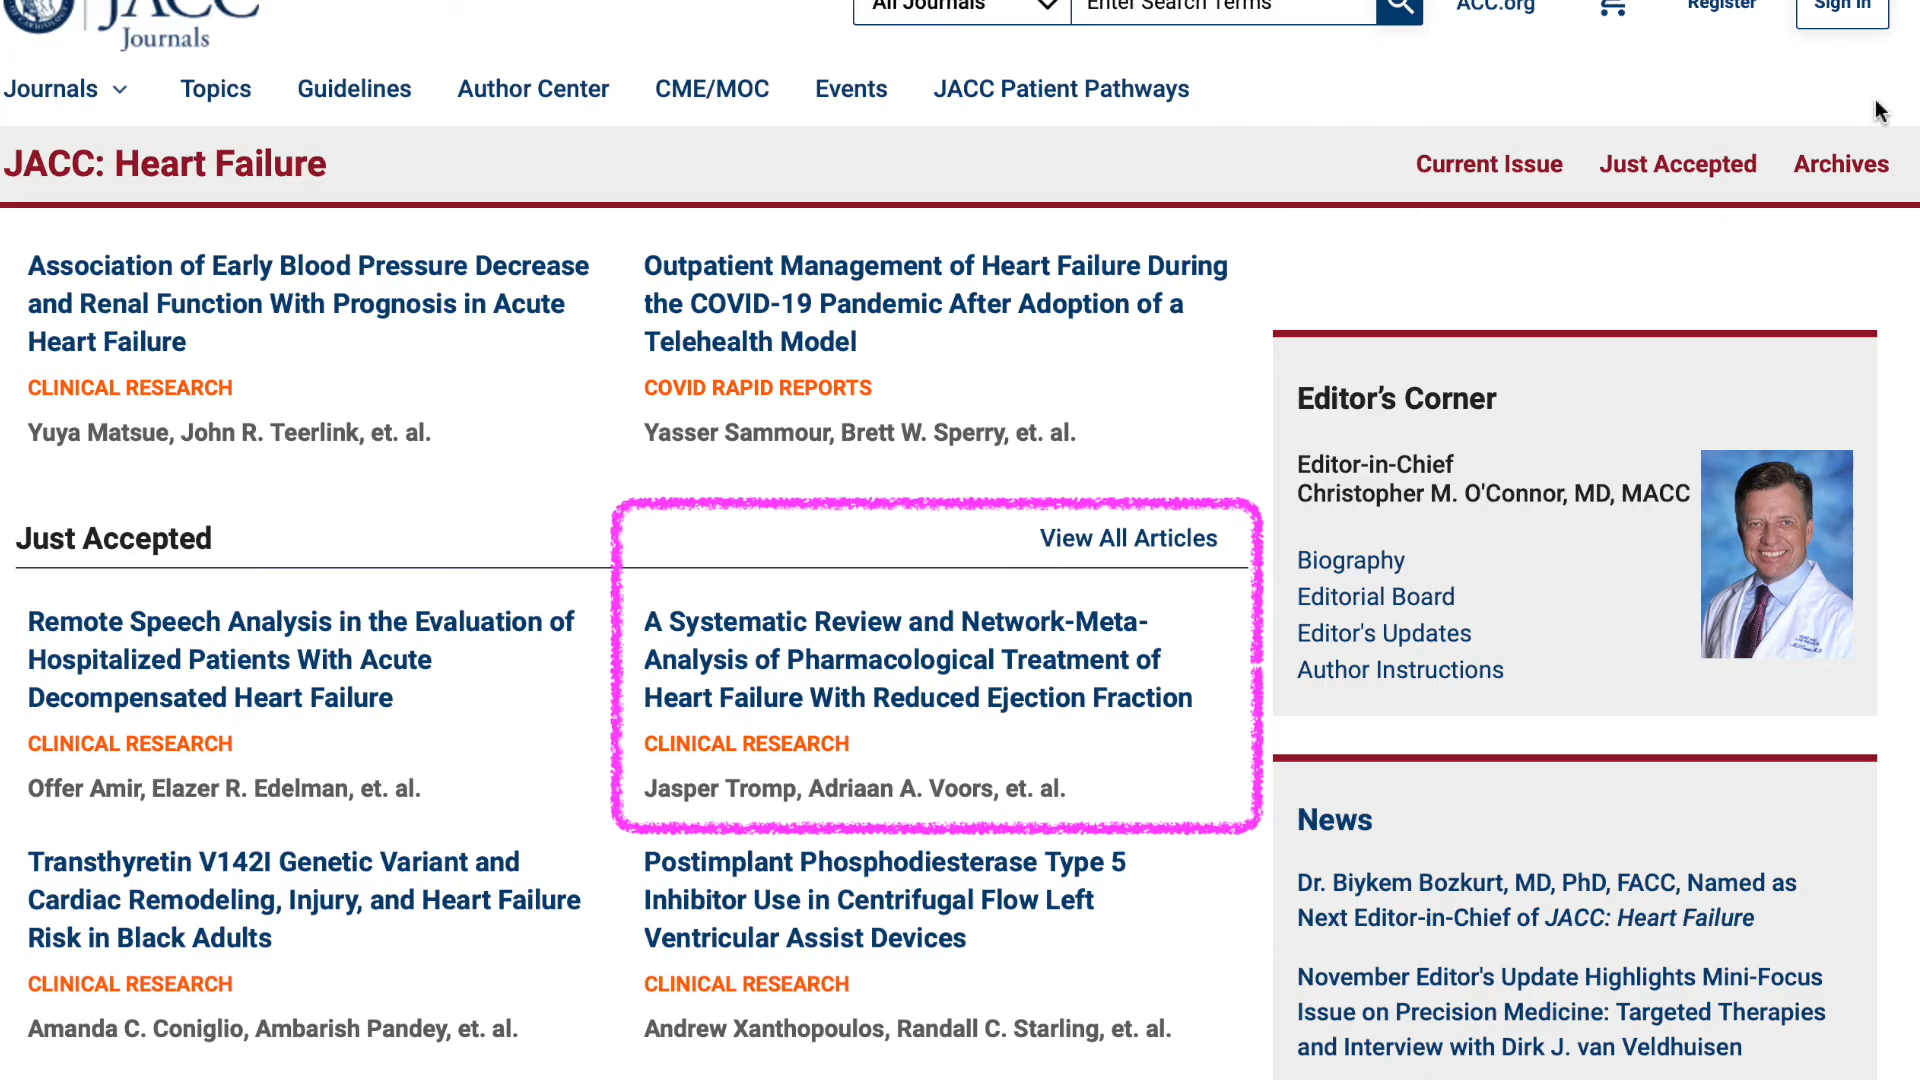 JACC
Journals
All Journals
Enter Search Terms
ACC.org
Register
Sign In
Journals
Topics
Guidelines
Author Center
CME/MOC
Events
JACC Patient Pathways
JACC: Heart Failure
Current Issue
Just Accepted
Archives
Association of Early Blood Pressure Decrease
and Renal Function With Prognosis in Acute
Heart Failure
CLINICAL RESEARCH
Yuya Matsue, John R. Teerlink, et. al.
Outpatient Management of Heart Failure During
the COVID-19 Pandemic After Adoption of a
Telehealth Model
COVID RAPID REPORTS
Yasser Sammour, Brett W. Sperry, et. al.
Just Accepted
View All Articles
Remote Speech Analysis in the Evaluation of
Hospitalized Patients With Acute
Decompensated Heart Failure
CLINICAL RESEARCH
Offer Amir, Elazer R. Edelman, et. al.
A Systematic Review and Network-Meta-
Analysis of Pharmacological Treatment of
Heart Failure With Reduced Ejection Fraction
CLINICAL RESEARCH
Jasper Tromp, Adriaan A. Voors, et. al.
Transthyretin V142I Genetic Variant and
Cardiac Remodeling, Injury, and Heart Failure
Risk in Black Adults
CLINICAL RESEARCH
Amanda C. Coniglio, Ambarish Pandey, et. al.
Postimplant Phosphodiesterase Type 5
Inhibitor Use in Centrifugal Flow Left
Ventricular Assist Devices
CLINICAL RESEARCH
Andrew Xanthopoulos, Randall C. Starling, et. al.
Editor’s Corner
Editor-in-Chief
Christopher M. O'Connor, MD, MACC
Biography
Editorial Board
Editor's Updates
Author Instructions
News
Dr. Biykem Bozkurt, MD, PhD, FACC, Named as
Next Editor-in-Chief of JACC: Heart Failure
November Editor's Update Highlights Mini-Focus
Issue on Precision Medicine: Targeted Therapies
and Interview with Dirk J. van Veldhuisen